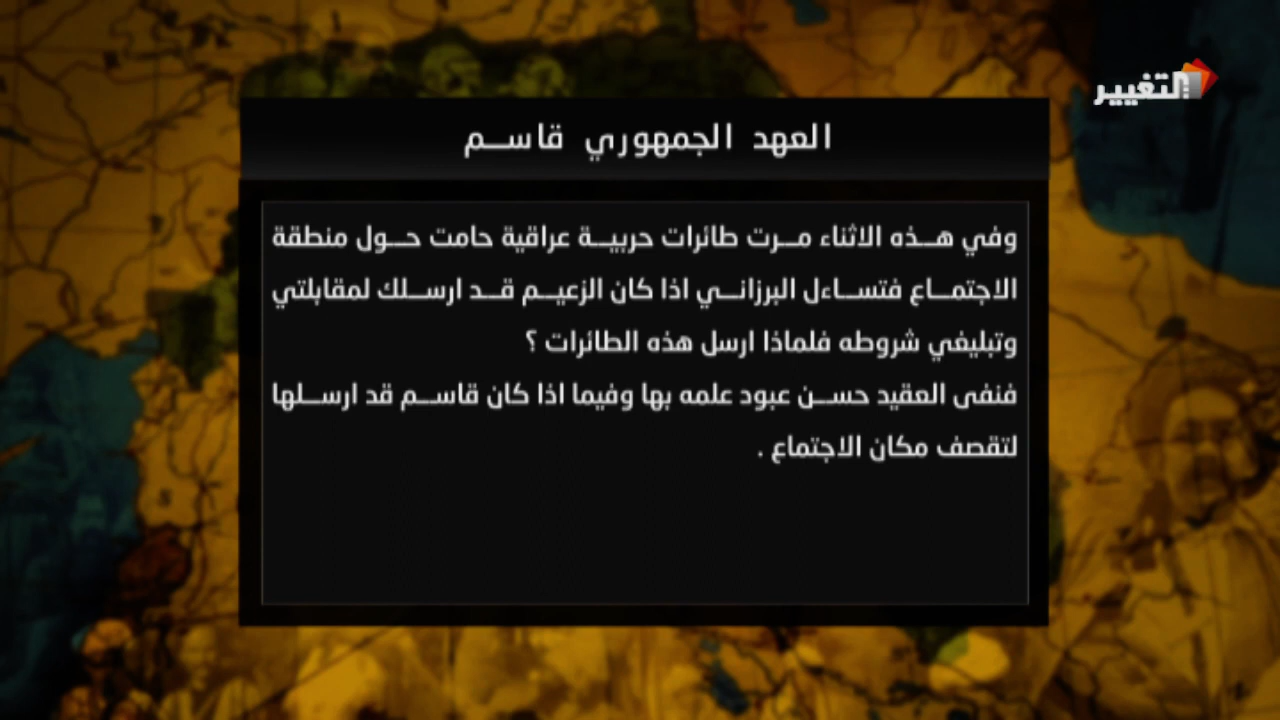 التغيير
العهد الجمهوري قاسم
وفي هذه الاثناء مرت طائرات حربية عراقية حامت حول منطقة
الاجتماع فتساءل البرزاني اذا كان الزعيم قد ارسلك لمقابلتي
وتبليغي شروطه فلماذا ارسل هذه الطائرات ؟
فنفى العقيد حسن عبود علمه بها وفيما اذا كان قاسم قد ارسلها
لتقصف مكان الاجتماع .